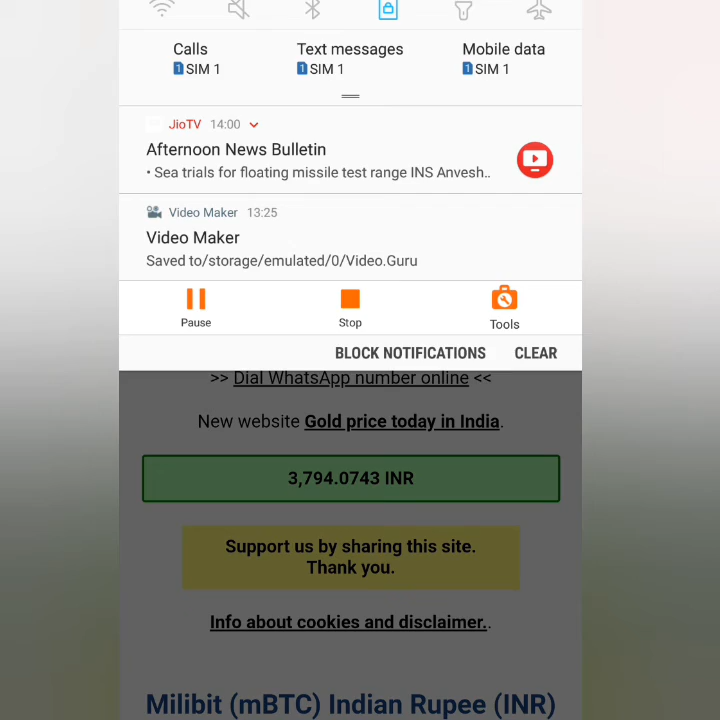 Calls
Text messages
Mobile data
1 SIM 1
1 SIM 1
1 SIM 1
JioTV 14:00
Afternoon News Bulletin
• Sea trials for floating missile test range INS Anvesh..
Video Maker 13:25
Video Maker
Saved to/storage/emulated/0/Video.Guru
Pause
Stop
Tools
BLOCK NOTIFICATIONS CLEAR
>> Dial WhatsApp number online <<
New website Gold price today in India.
3,794.0743 INR
Support us by sharing this site.
Thank you.
Info about cookies and disclaimer..
Milibit (mBTC) Indian Rupee (INR)